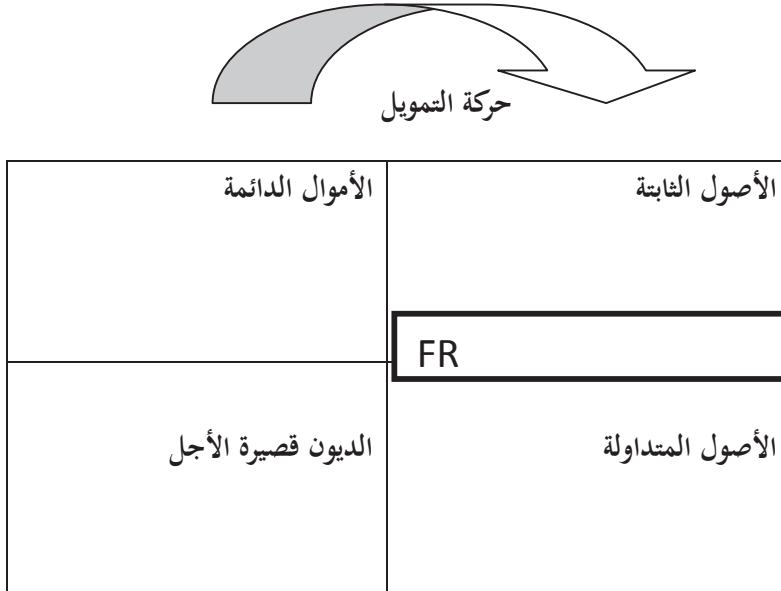 حركة التمويل
الأصول الثابتة
الأموال الدائمة
FR
الأصول المتداولة
الديون قصيرة الأجل